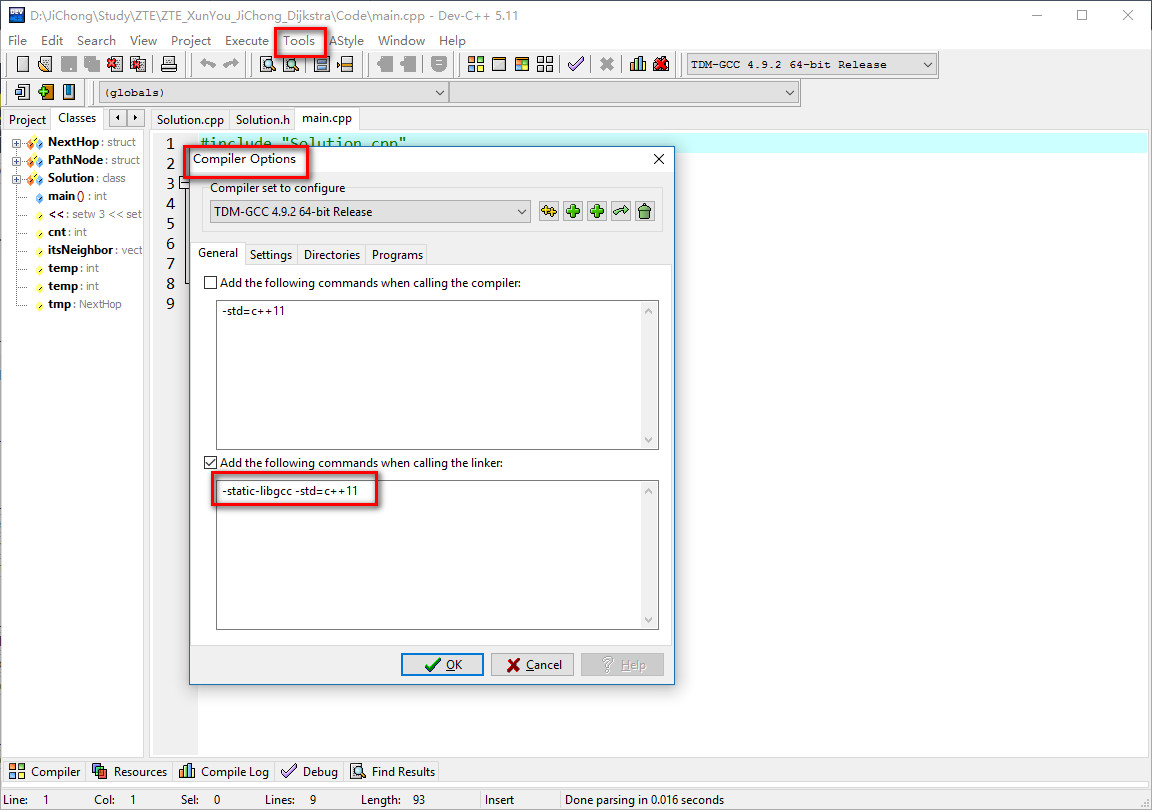 D:\JiChong\Study\ZTE\ZTE_XunYou_JiChong_Dijkstra\Code\main.cpp - Dev-C++ 5.11
File Edit Search View Project Execute Tools AStyle Window Help
TDM-GCC 4.9.2 64-bit Release
(globals)
Project Classes
Solution.cpp Solution.h main.cpp
NextHop : struct
PathNode : struct
Solution : class
main () : int
<< : setw 3 << set
cnt : int
itsNeighbor : vect
temp : int
temp : int
tmp : NextHop
1 #include "Solution.cpp"
2
3
4
5
6
7
8
9
Compiler Options
Compiler set to configure
TDM-GCC 4.9.2 64-bit Release
General Settings Directories Programs
Add the following commands when calling the compiler:
-std=c++11
Add the following commands when calling the linker:
-static-libgcc -std=c++11
OK Cancel Help
Compiler Resources Compile Log Debug Find Results
Line: 1 Col: 1 Sel: 0 Lines: 9 Length: 93 Insert Done parsing in 0.016 seconds